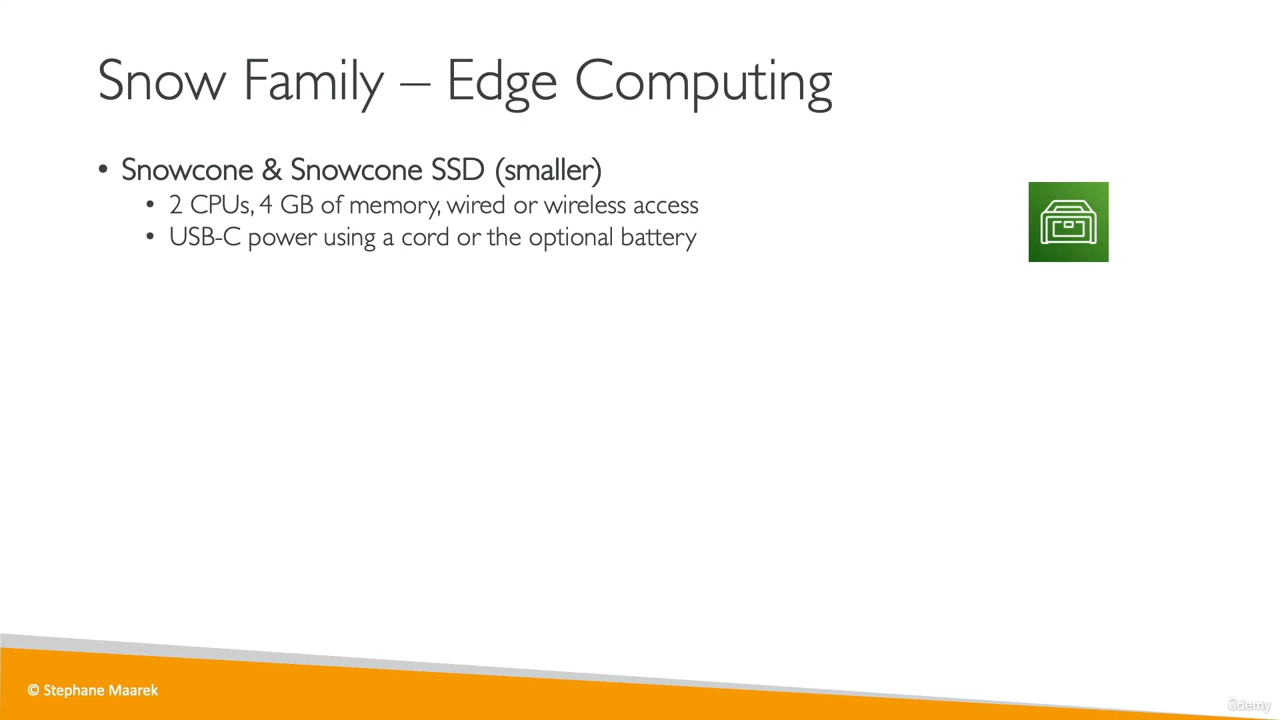 Snow Family – Edge Computing
• Snowcone & Snowcone SSD (smaller)
• 2 CPUs, 4 GB of memory, wired or wireless access
• USB-C power using a cord or the optional battery
© Stephane Maarek
ûdemy